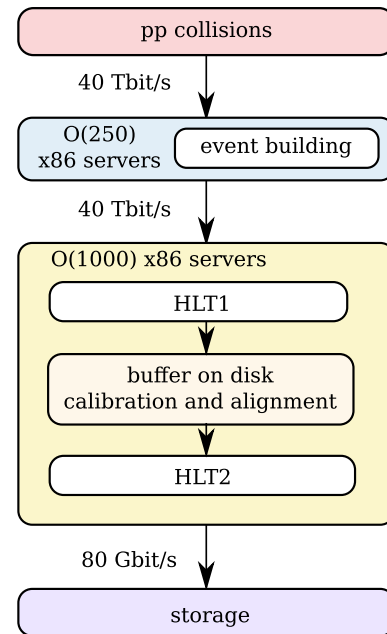 pp collisions
40 Tbit/s
O(250)
x86 servers
event building
40 Tbit/s
O(1000) x86 servers
HLT1
buffer on disk
calibration and alignment
HLT2
80 Gbit/s
storage